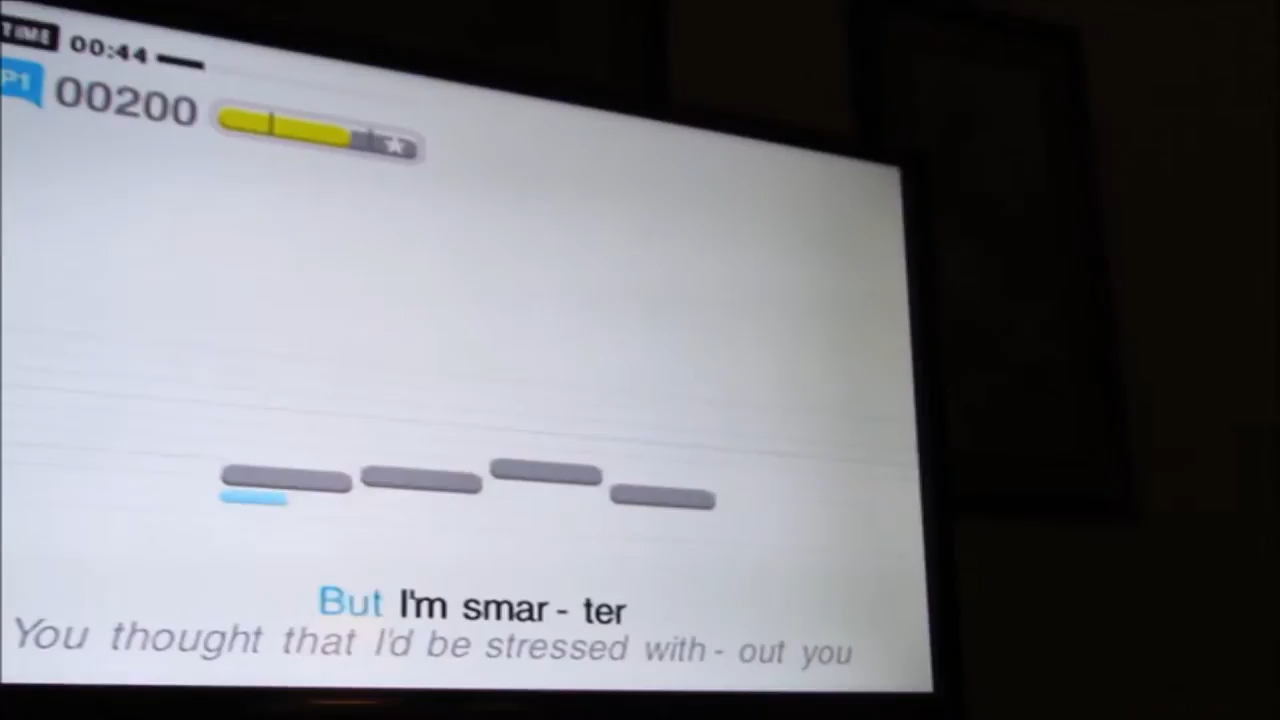 TIME 00:44
P1 00200
But I'm smar - ter
You thought that I'd be stressed with - out you